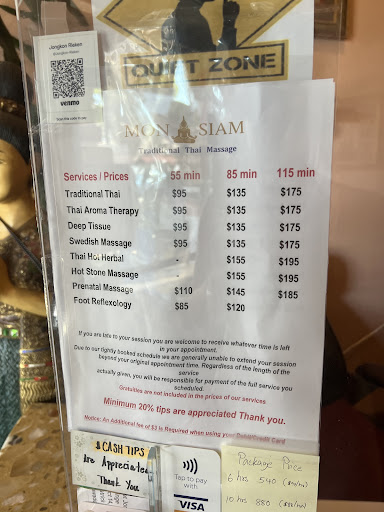 Jongkon Rielen
venmo
QUIET ZONE
MON SIAM
Traditional Thai Massage
Services / Prices 55 min 85 min 115 min
Traditional Thai $95 $135 $175
Thai Aroma Therapy $95 $135 $175
Deep Tissue $95 $135 $175
Swedish Massage $95 $135 $175
Thai Hot Herbal - $155 $195
Hot Stone Massage - $155 $195
Prenatal Massage $110 $145 $185
Foot Reflexology $85 $120
If you are late to your session you are welcome to receive whatever time is left
in your appointment.
Due to our tightly booked schedule we are generally unable to extend your session
beyond your original appointment time. Regardless of the length of the
service
actually given, you will be responsible for payment of the full service you
scheduled.
Gratuities are not included in the prices of our services
Minimum 20% tips are appreciated Thank you.
Notice: An Additional fee of $3 is Required when using your Debit/Credit Card
$ CASH TIPS
Are Appreciated
Thank You
Tap to pay
with
VISA
Package Price
6 hrs 540
10 hrs 880